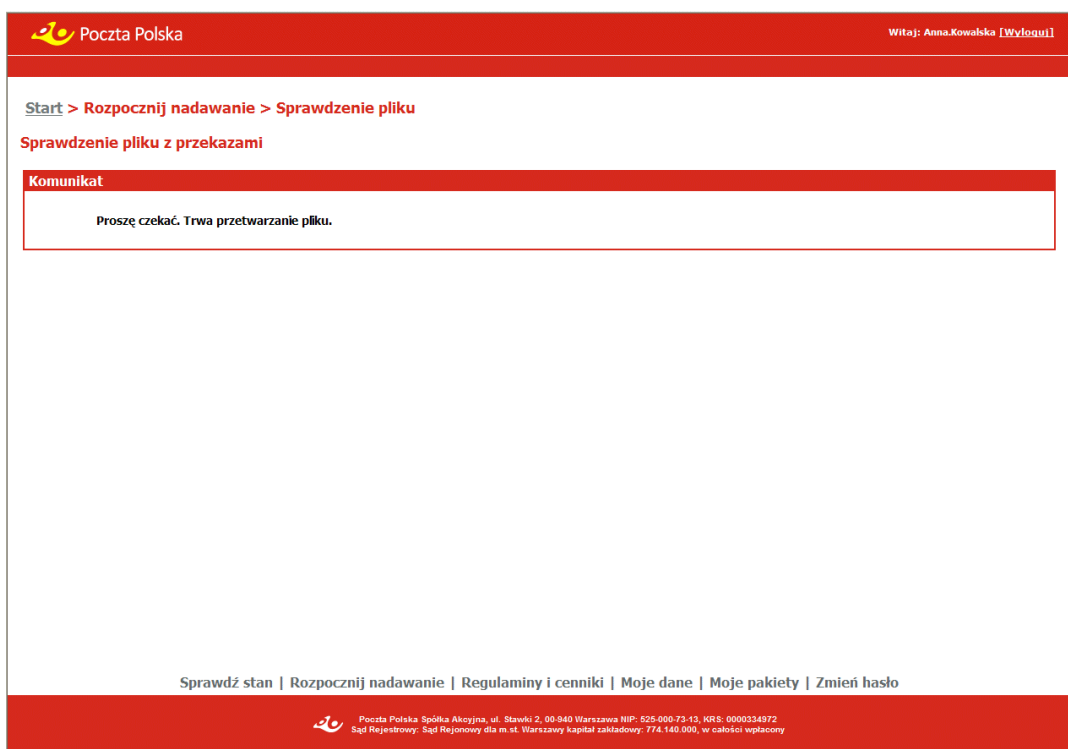 Poczta Polska
Witaj: Anna.Kowalska [Wyloguj]
Start > Rozpocznij nadawanie > Sprawdzenie pliku
Sprawdzenie pliku z przekazami
Komunikat
Proszę czekać. Trwa przetwarzanie pliku.
Sprawdź stan | Rozpocznij nadawanie | Regulaminy i cenniki | Moje dane | Moje pakiety | Zmień hasło
Poczta Polska Spółka Akcyjna, ul. Stawki 2, 00-940 Warszawa NIP: 525-000-73-13, KRS: 0000334972
Sąd Rejestrowy: Sąd Rejonowy dla m.st. Warszawy kapitał zakładowy: 774.140.000, w całości wpłacony